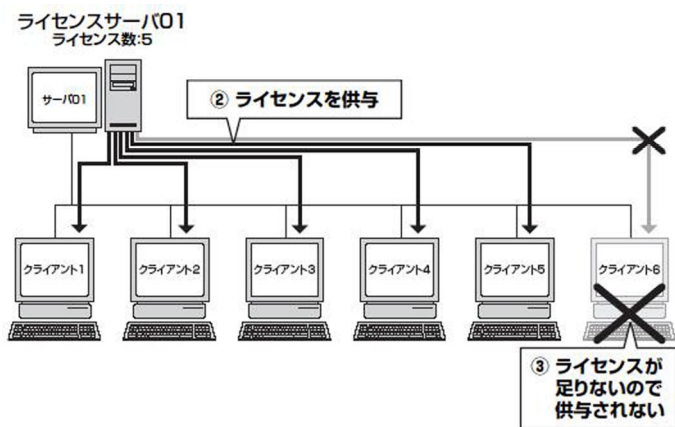 ライセンスサーバ01
ライセンス数:5
サーバ01
② ライセンスを供与
クライアント1
クライアント2
クライアント3
クライアント4
クライアント5
クライアント6
③ ライセンスが
足りないので
供与されない